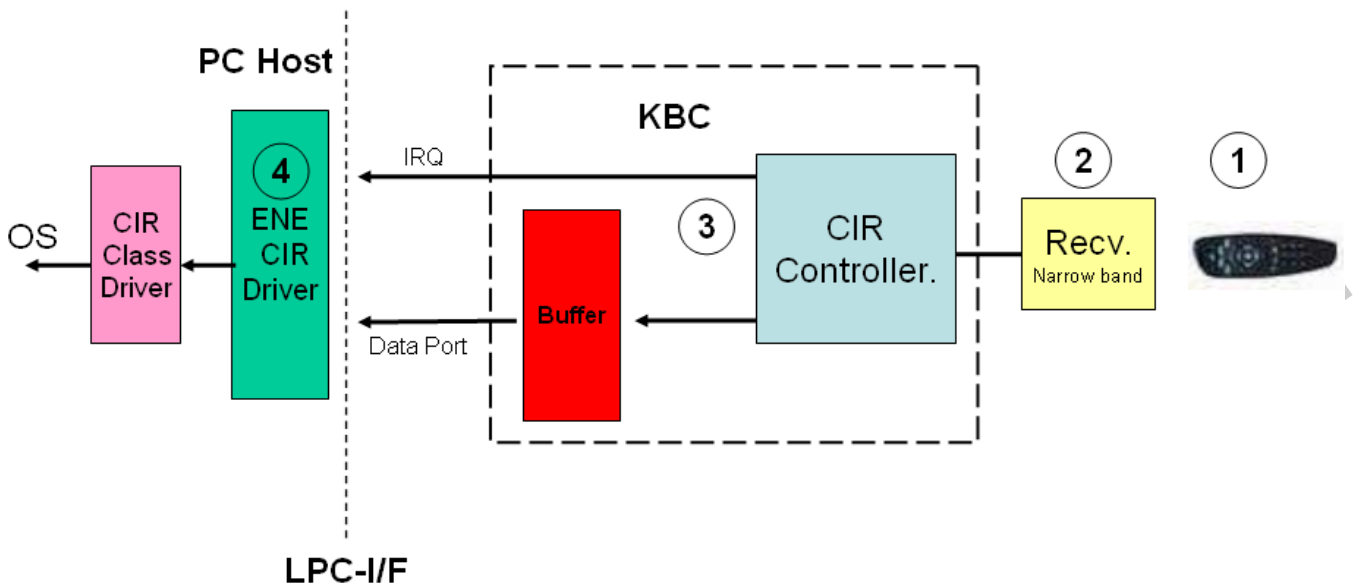 PC Host
KBC
IRQ
2
1
4
ENE
CIR
Driver
CIR
Class
Driver
OS
3
CIR
Controller.
Recv.
Narrow band
Buffer
Data Port
LPC-I/F